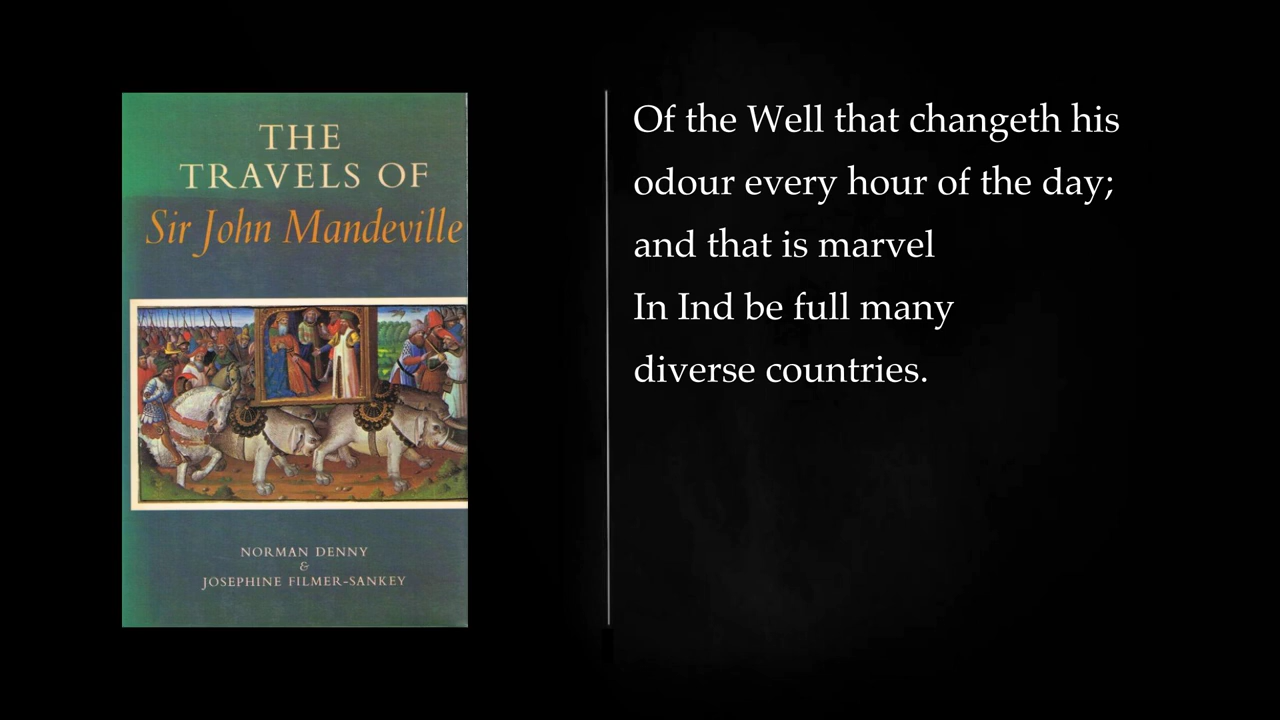 THE
TRAVELS OF
Sir John Mandeville
NORMAN DENNY
&
JOSEPHINE FILMER-SANKEY
Of the Well that changeth his
odour every hour of the day;
and that is marvel
In Ind be full many
diverse countries.